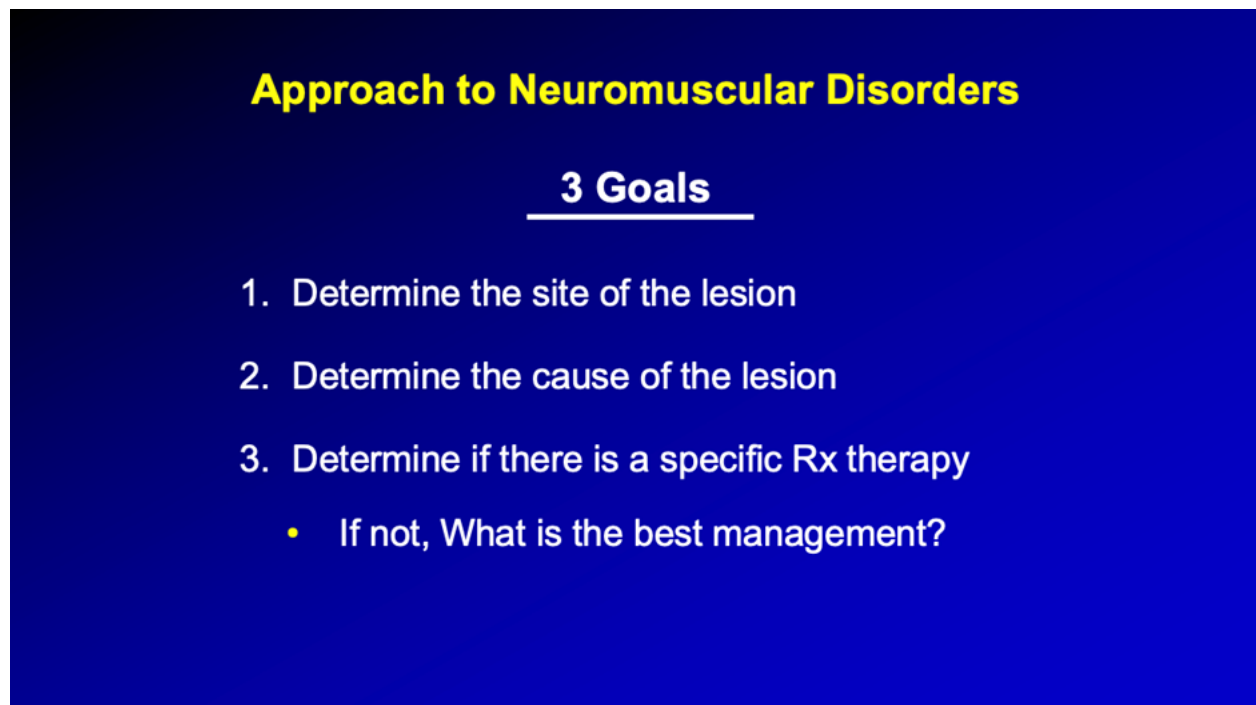 Approach to Neuromuscular Disorders
3 Goals
1. Determine the site of the lesion
2. Determine the cause of the lesion
3. Determine if there is a specific Rx therapy
• If not, What is the best management?